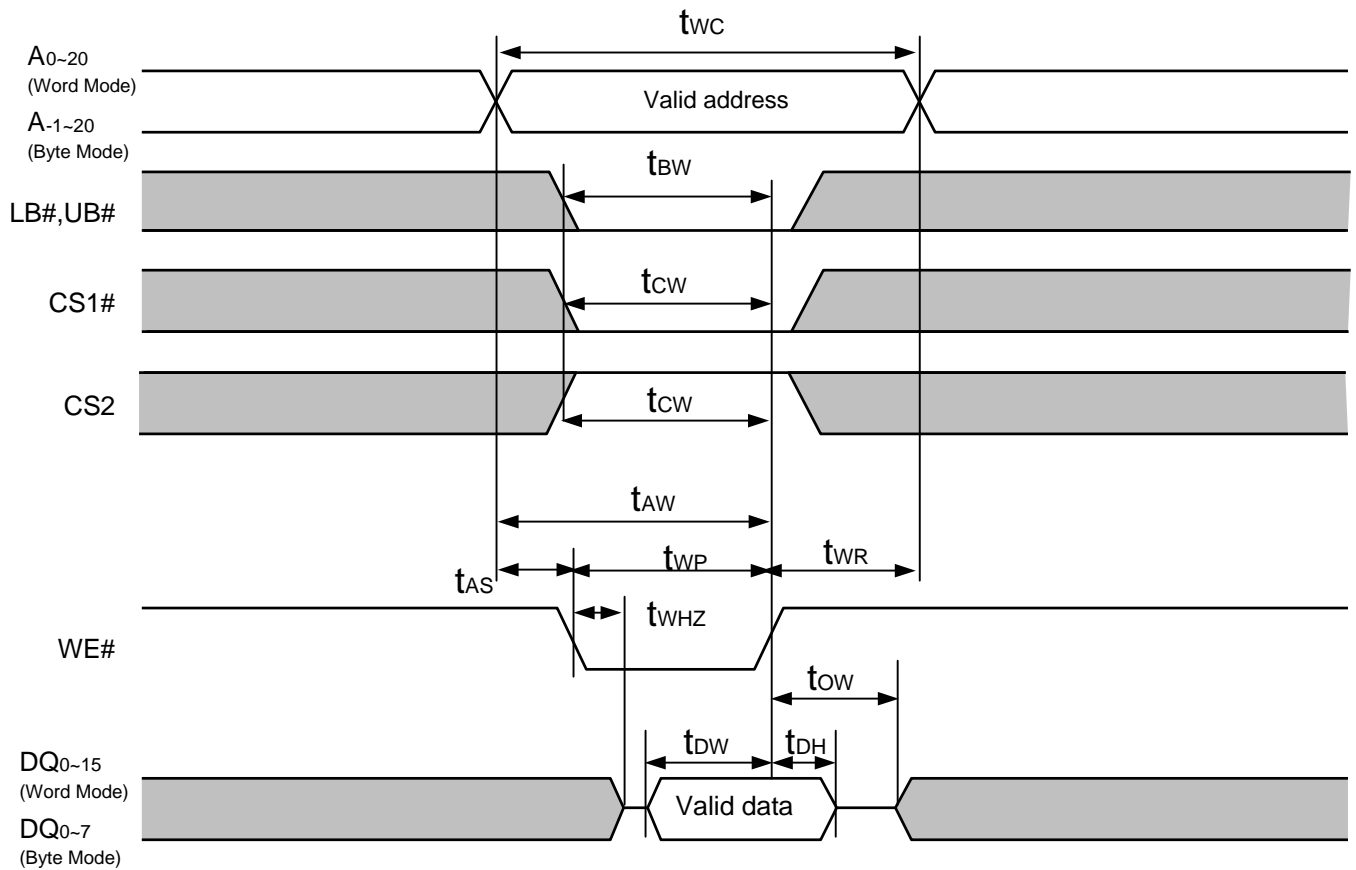 tWC
A0~20
(Word Mode)
Valid address
A-1~20
(Byte Mode)
tBW
LB#,UB#
tCW
CS1#
CS2
tCW
tAW
tAS
tWP
tWR
tWHZ
WE#
tOW
tDW
tDH
DQ0~15
(Word Mode)
Valid data
DQ0~7
(Byte Mode)